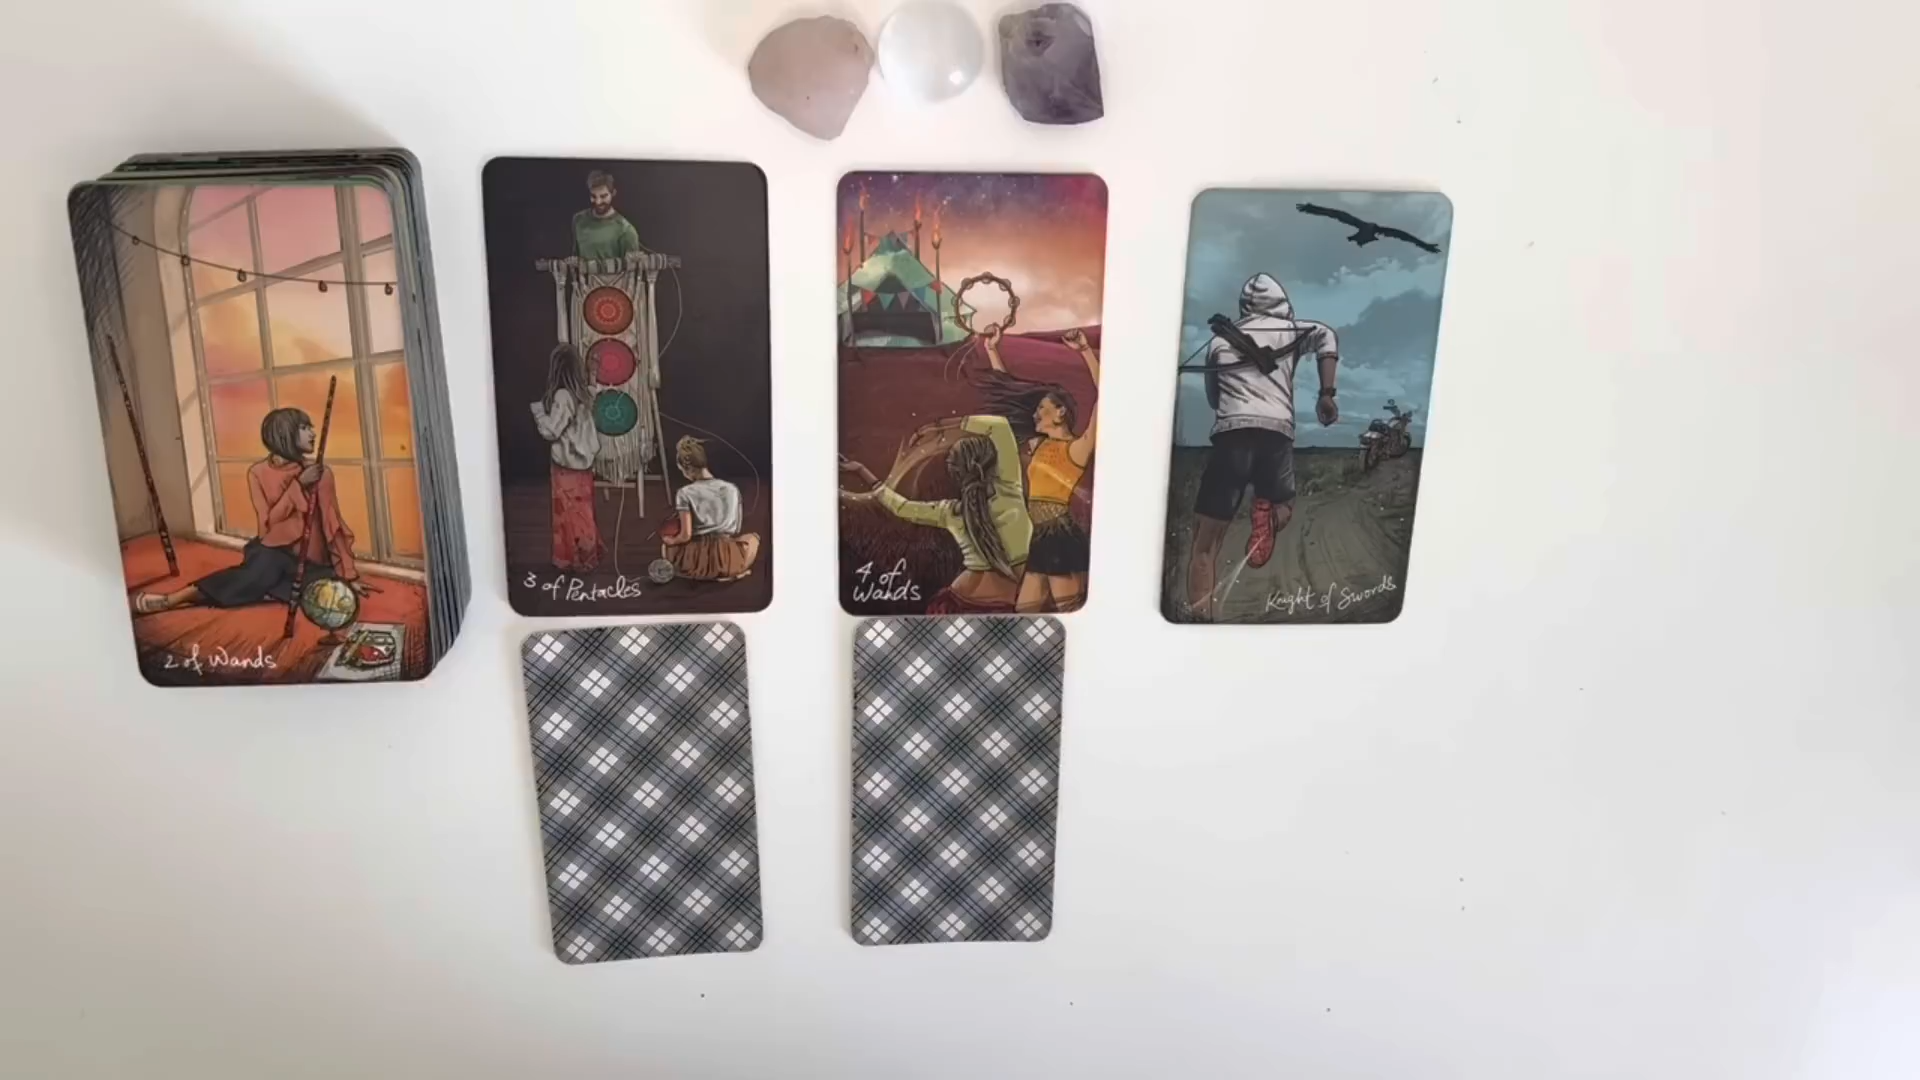 2 of Wands
3 of Pentacles
4 of
Wands
Knight of Swords